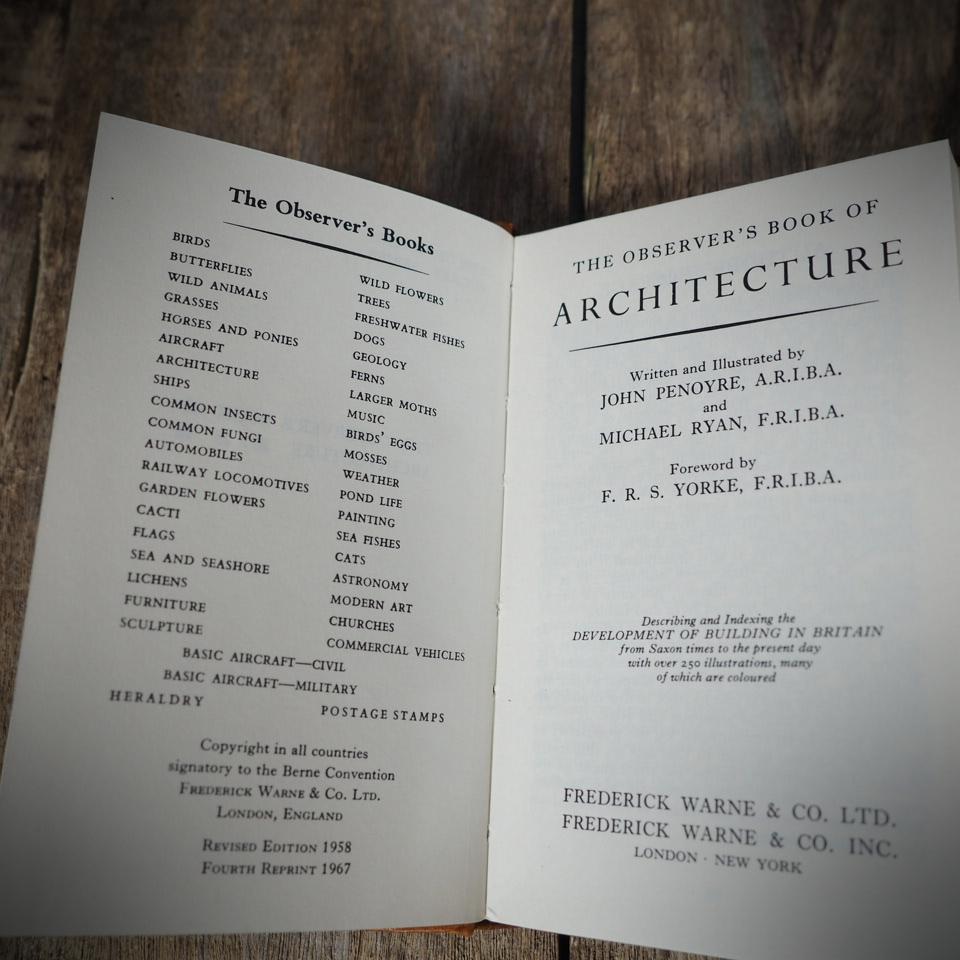 The Observer's Books
BIRDS
BUTTERFLIES
WILD ANIMALS
GRASSES
HORSES AND PONIES
AIRCRAFT
ARCHITECTURE
SHIPS
COMMON INSECTS
COMMON FUNGI
AUTOMOBILES
RAILWAY LOCOMOTIVES
GARDEN FLOWERS
CACTI
FLAGS
SEA AND SEASHORE
LICHENS
FURNITURE
SCULPTURE
WILD FLOWERS
TREES
FRESHWATER FISHES
DOGS
GEOLOGY
FERNS
LARGER MOTHS
MUSIC
BIRDS' EGGS
MOSSES
WEATHER
POND LIFE
PAINTING
SEA FISHES
CATS
ASTRONOMY
MODERN ART
CHURCHES
COMMERCIAL VEHICLES
BASIC AIRCRAFT—CIVIL
BASIC AIRCRAFT—MILITARY
HERALDRY POSTAGE STAMPS
Copyright in all countries
signatory to the Berne Convention
FREDERICK WARNE & CO. LTD.
LONDON, ENGLAND
REVISED EDITION 1958
FOURTH REPRINT 1967
THE OBSERVER'S BOOK OF
ARCHITECTURE
Written and Illustrated by
JOHN PENOYRE, A.R.I.B.A.
and
MICHAEL RYAN, F.R.I.B.A.
Foreword by
F. R. S. YORKE, F.R.I.B.A.
Describing and Indexing the
DEVELOPMENT OF BUILDING IN BRITAIN
from Saxon times to the present day
with over 250 illustrations, many
of which are coloured
FREDERICK WARNE & CO. LTD.
FREDERICK WARNE & CO. INC.
LONDON · NEW YORK